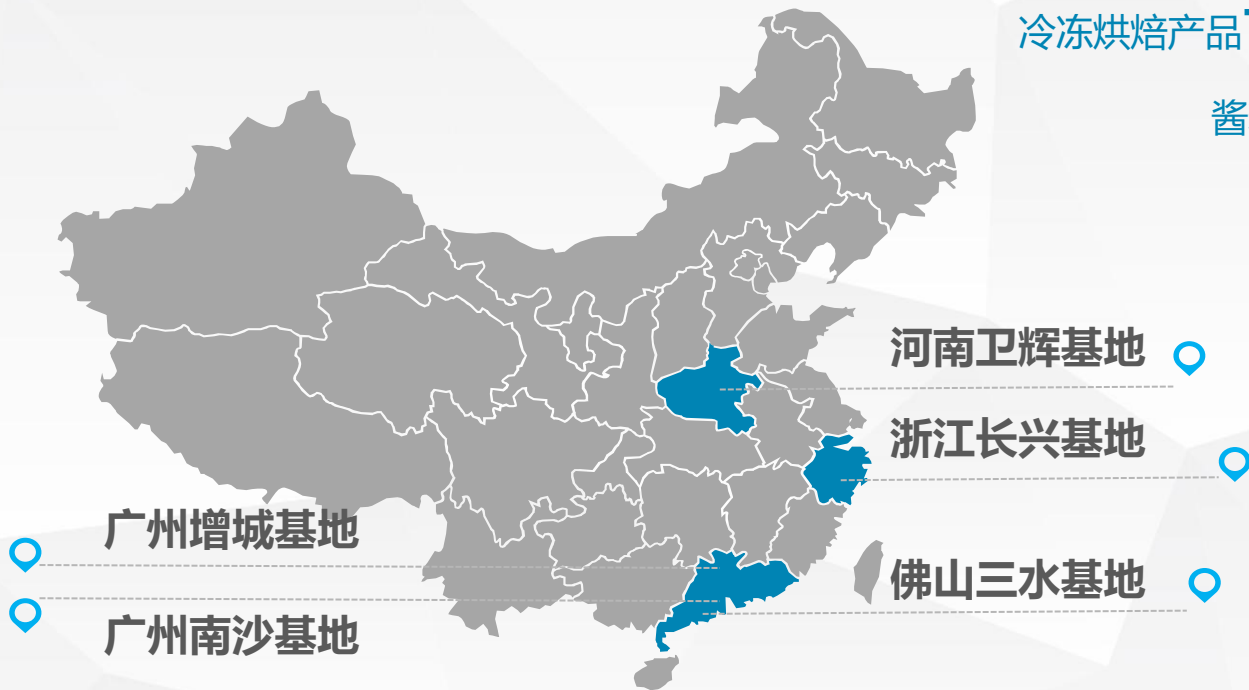 冷冻烘焙产品
酱
河南卫辉基地
浙江长兴基地
广州增城基地
佛山三水基地
广州南沙基地